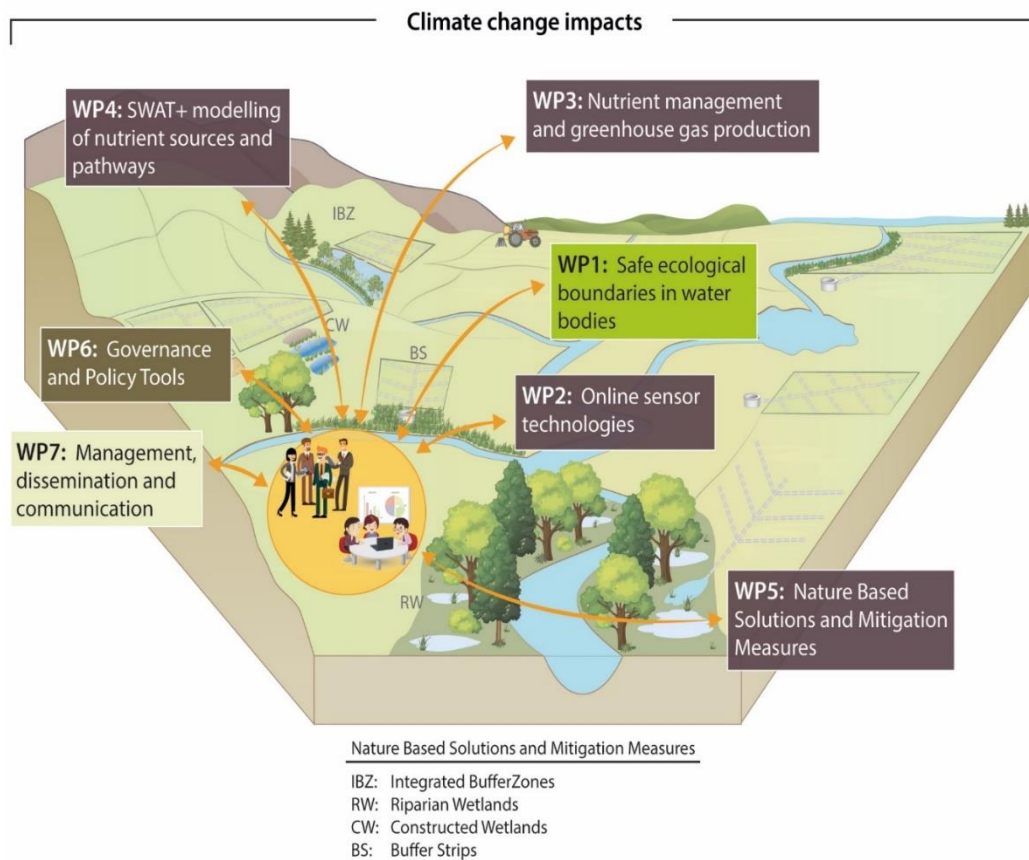 Climate change impacts
WP4: SWAT+ modelling
of nutrient sources and
pathways
WP3: Nutrient management
and greenhouse gas production
IBZ
WP1: Safe ecological
boundaries in water
bodies
CW
WP6: Governance
and Policy Tools
BS
WP2: Online sensor
technologies
WP7: Management,
dissemination and
communication
RW
WP5: Nature Based
Solutions and Mitigation
Measures
Nature Based Solutions and Mitigation Measures
IBZ: Integrated BufferZones
RW: Riparian Wetlands
CW: Constructed Wetlands
BS: Buffer Strips